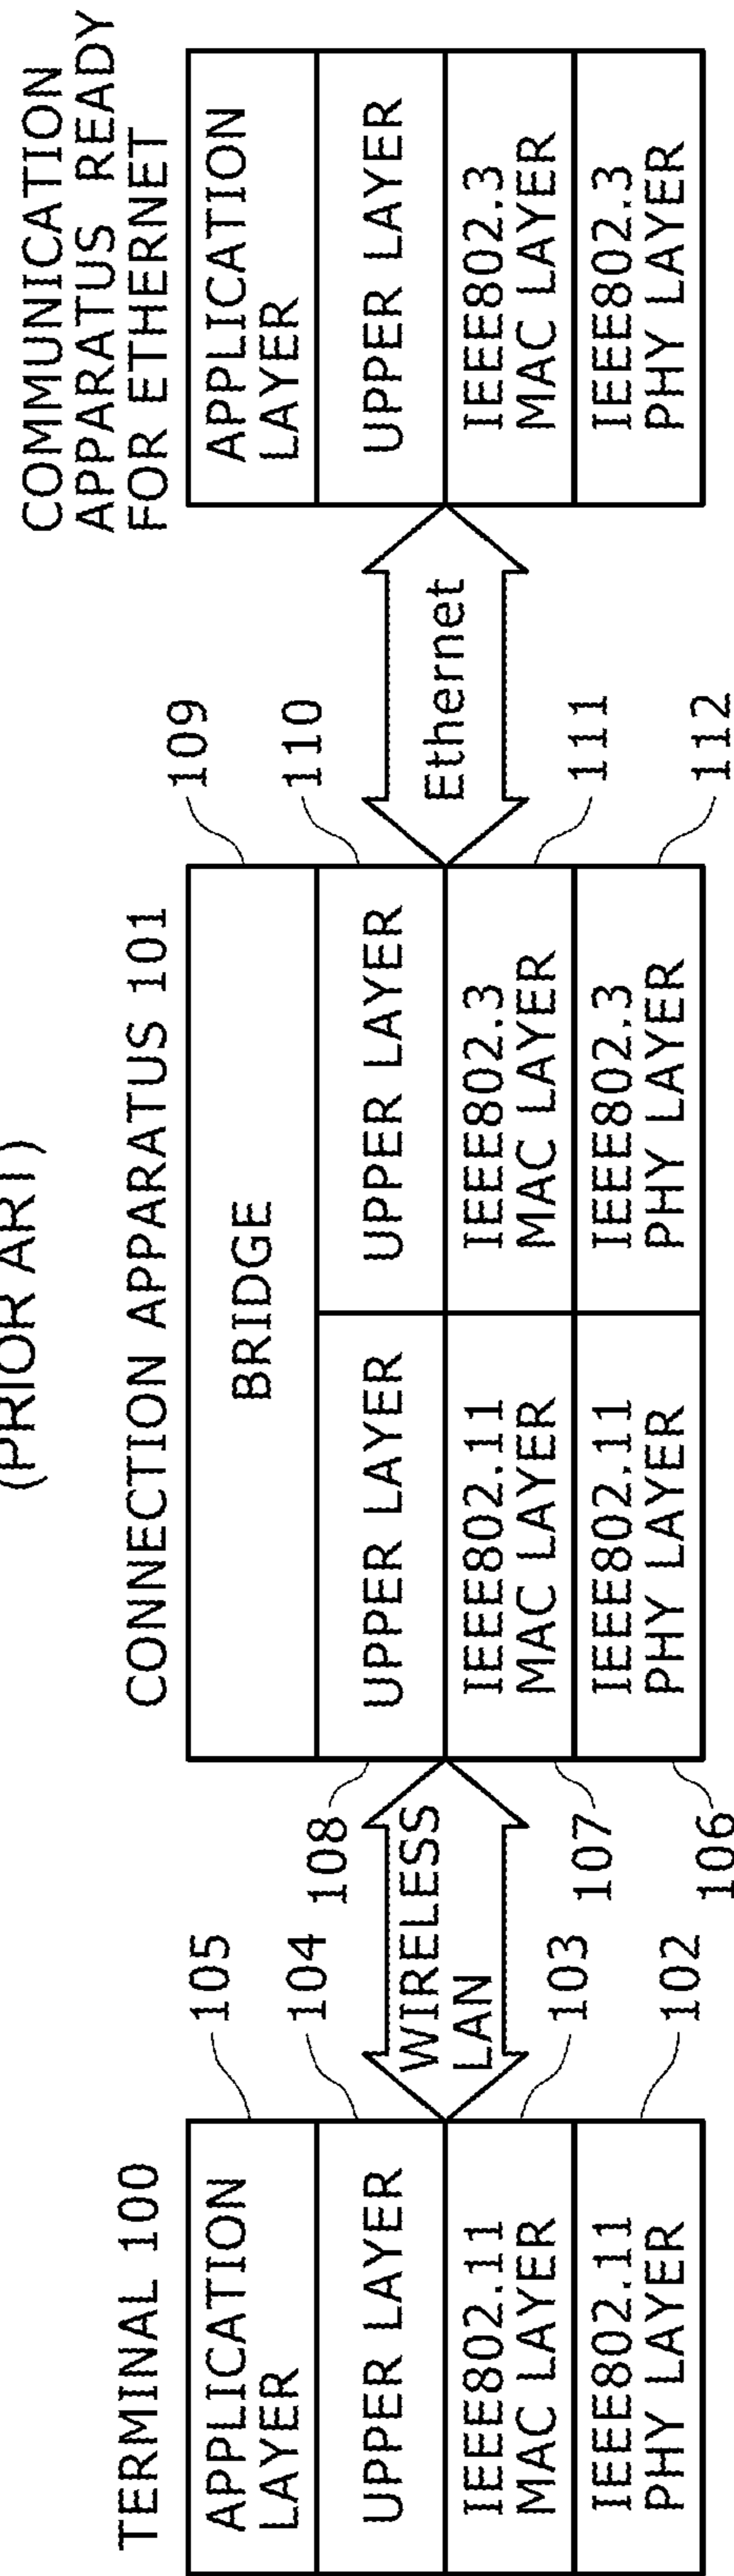 (PRIOR ART)
TERMINAL 100
APPLICATION
LAYER
105
UPPER LAYER
104
IEEE802.11
MAC LAYER
103
IEEE802.11
PHY LAYER
102
WIRELESS
LAN
CONNECTION APPARATUS 101
BRIDGE
109
108
UPPER LAYER
UPPER LAYER
110
107
IEEE802.11
MAC LAYER
IEEE802.3
MAC LAYER
111
106
IEEE802.11
PHY LAYER
IEEE802.3
PHY LAYER
112
Ethernet
COMMUNICATION
APPARATUS READY
FOR ETHERNET
APPLICATION
LAYER
UPPER LAYER
IEEE802.3
MAC LAYER
IEEE802.3
PHY LAYER